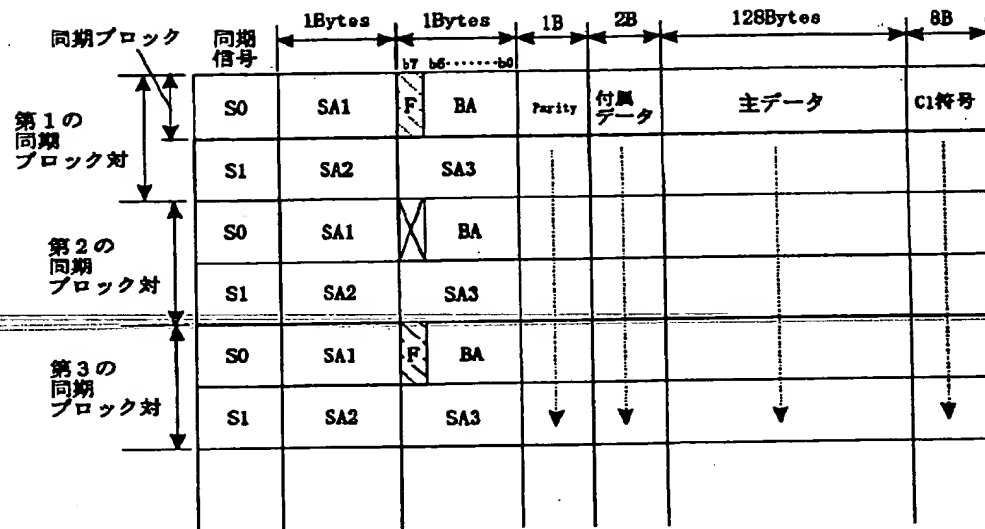 1Bytes 1Bytes 1B 2B 128Bytes 8B
同期ブロック
同期
信号
b7 b6・・・・・・・b0
第1の
同期
ブロック対
S0 SA1 F BA Parity 付属
データ 主データ C1符号
S1 SA2 SA3
第2の
同期
ブロック対
S0 SA1 BA
S1 SA2 SA3
第3の
同期
ブロック対
S0 SA1 F BA
S1 SA2 SA3